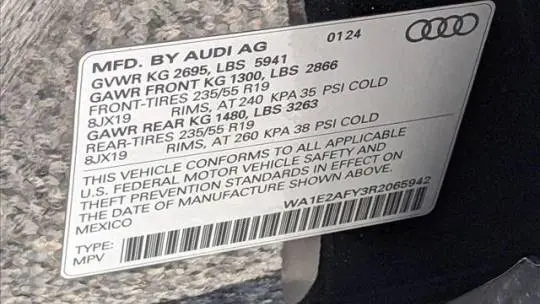 MFD. BY AUDI AG 0124
GVWR KG 2695, LBS 5941
GAWR FRONT KG 1300, LBS 2866
FRONT-TIRES 235/55 R19
8JX19 RIMS, AT 240 KPA 35 PSI COLD
GAWR REAR KG 1480, LBS 3263
REAR-TIRES 235/55 R19
8JX19 RIMS, AT 260 KPA 38 PSI COLD
THIS VEHICLE CONFORMS TO ALL APPLICABLE
U.S. FEDERAL MOTOR VEHICLE SAFETY AND
THEFT PREVENTION STANDARDS IN EFFECT ON
THE DATE OF MANUFACTURE SHOWN ABOVE.
MEXICO WA1E2AFY3R2065942
TYPE:
MPV